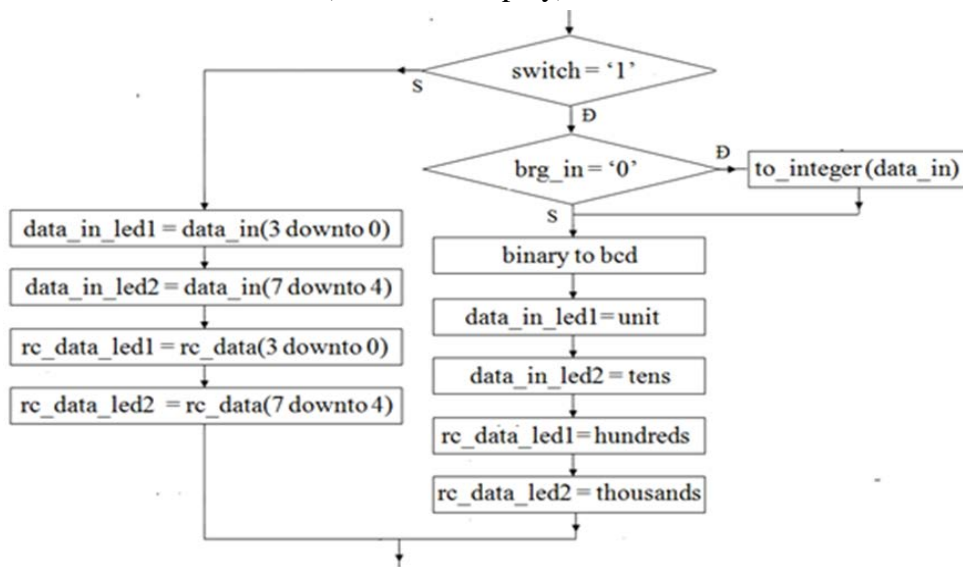 switch = ‘1’
S
Đ
brg_in = ‘0’
Đ
to_integer(data_in)
S
data_in_led1 = data_in(3 downto 0)
data_in_led2 = data_in(7 downto 4)
rc_data_led1 = rc_data(3 downto 0)
rc_data_led2 = rc_data(7 downto 4)
binary to bcd
data_in_led1=unit
data_in_led2 = tens
rc_data_led1=hundreds
rc_data_led2 = thousands